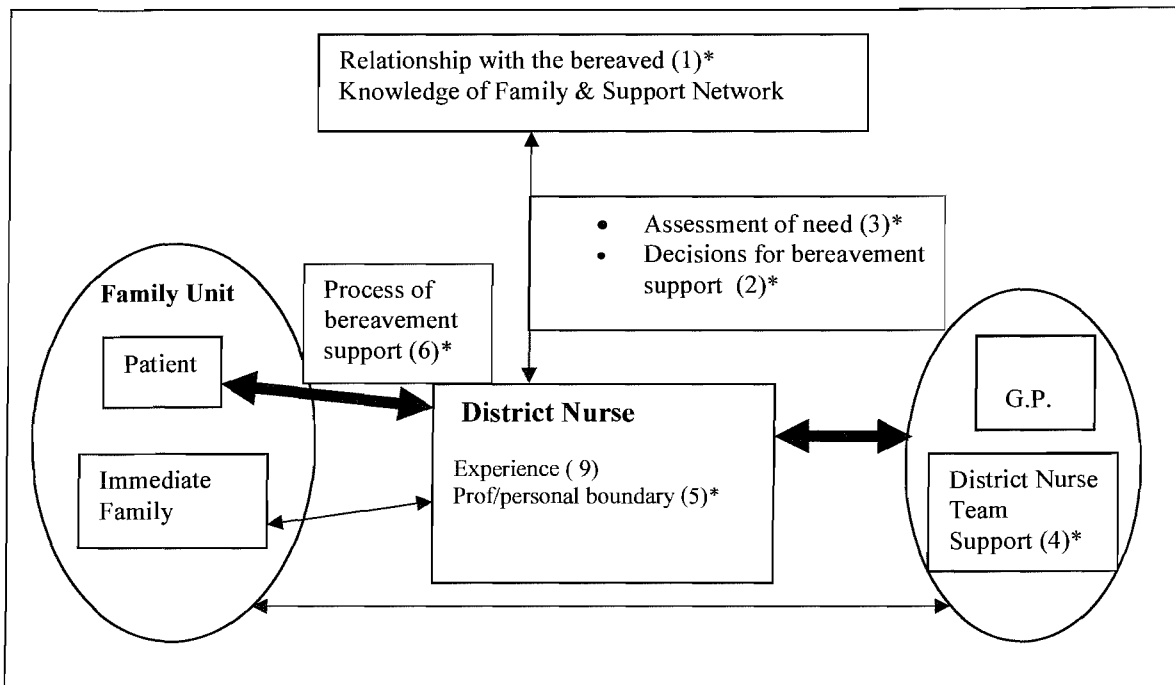 Relationship with the bereaved (1)*
Knowledge of Family & Support Network
• Assessment of need (3)*
• Decisions for bereavement
support (2)*
Family Unit
Patient
Immediate
Family
Process of
bereavement
support (6)*
District Nurse
Experience ( 9)
Prof/personal boundary (5)*
G.P.
District Nurse
Team
Support (4)*